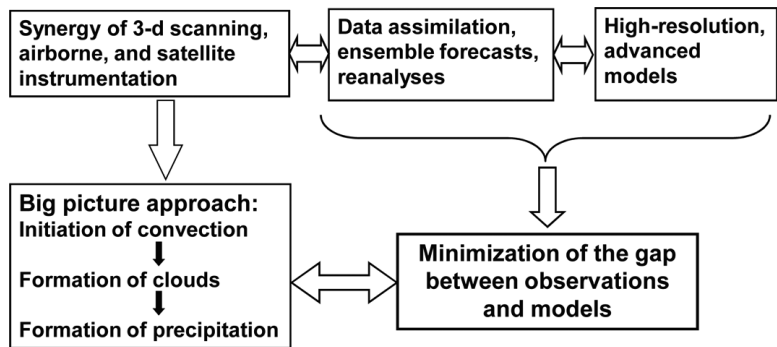 Synergy of 3-d scanning,
airborne, and satellite
instrumentation
Data assimilation,
ensemble forecasts,
reanalyses
High-resolution,
advanced
models
Big picture approach:
Initiation of convection
Formation of clouds
Formation of precipitation
Minimization of the gap
between observations
and models